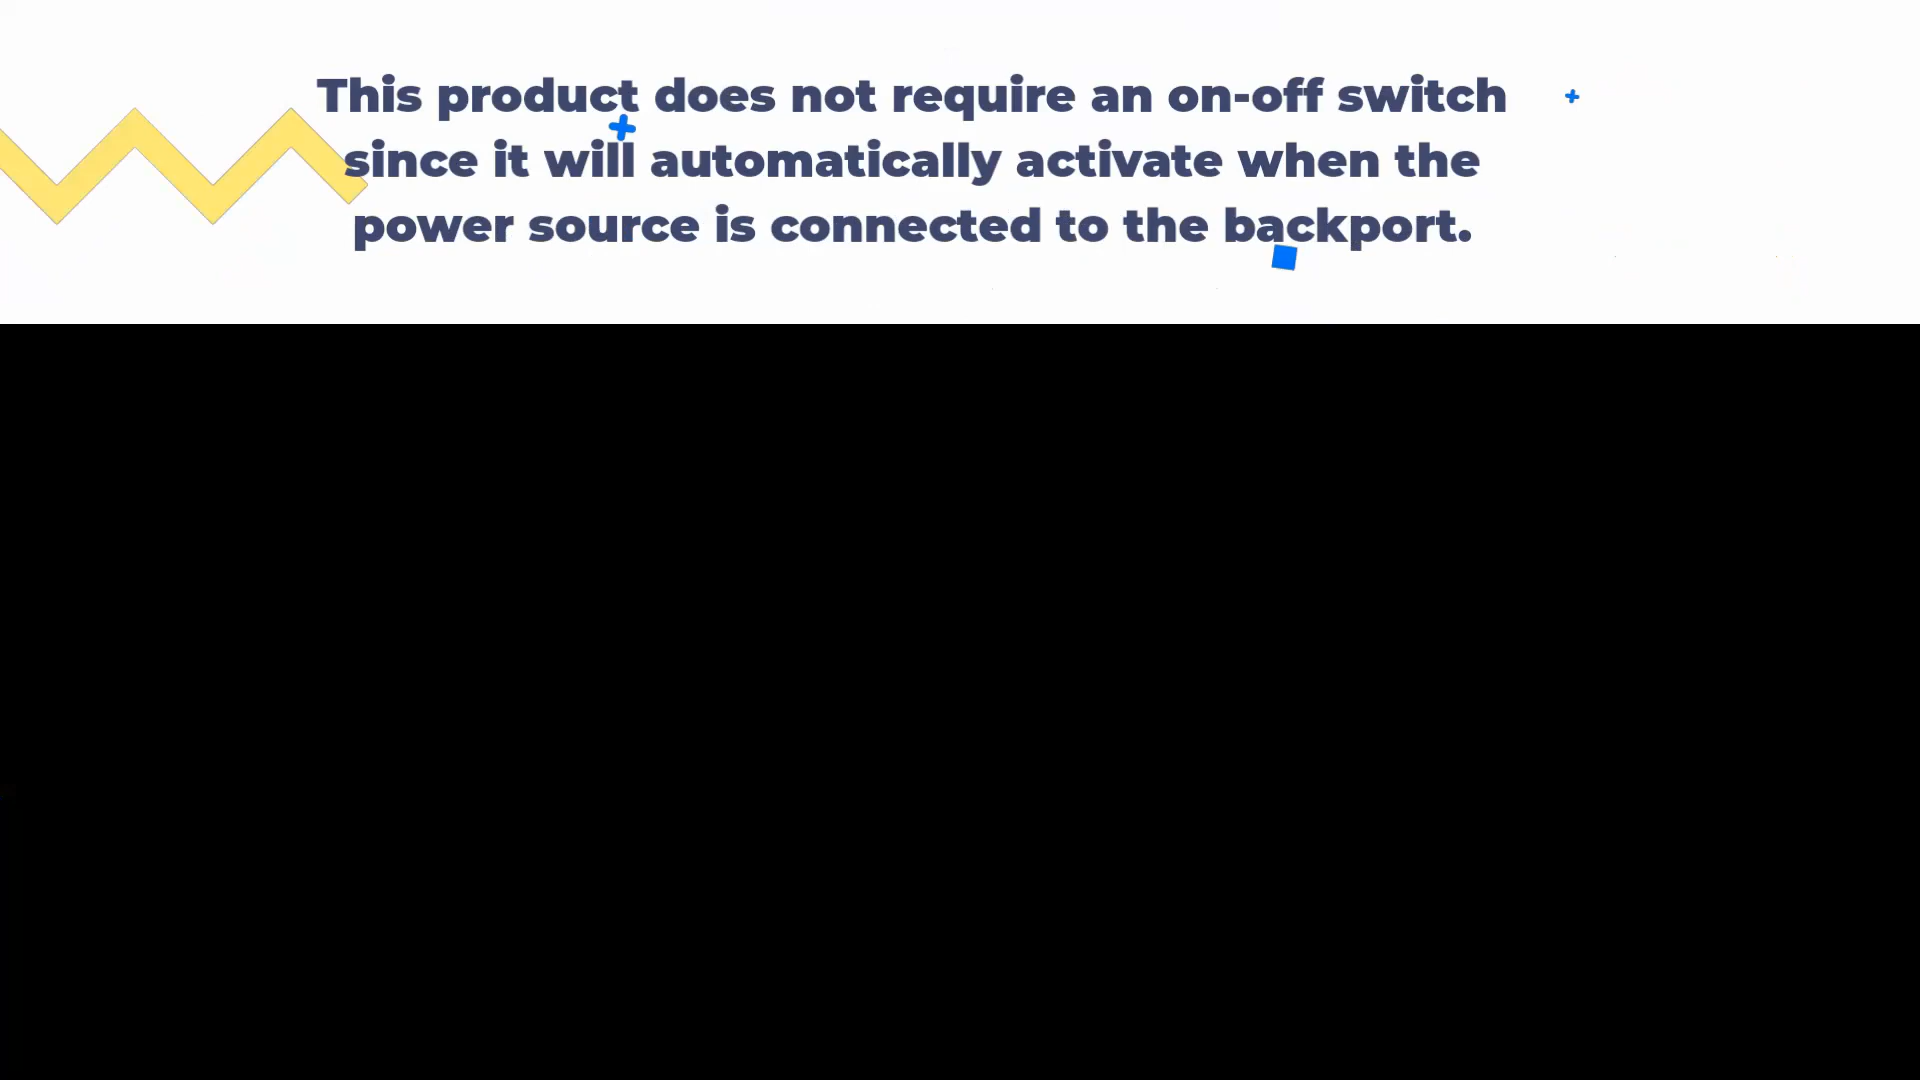 This product does not require an on-off switch
since it will automatically activate when the
power source is connected to the backport.